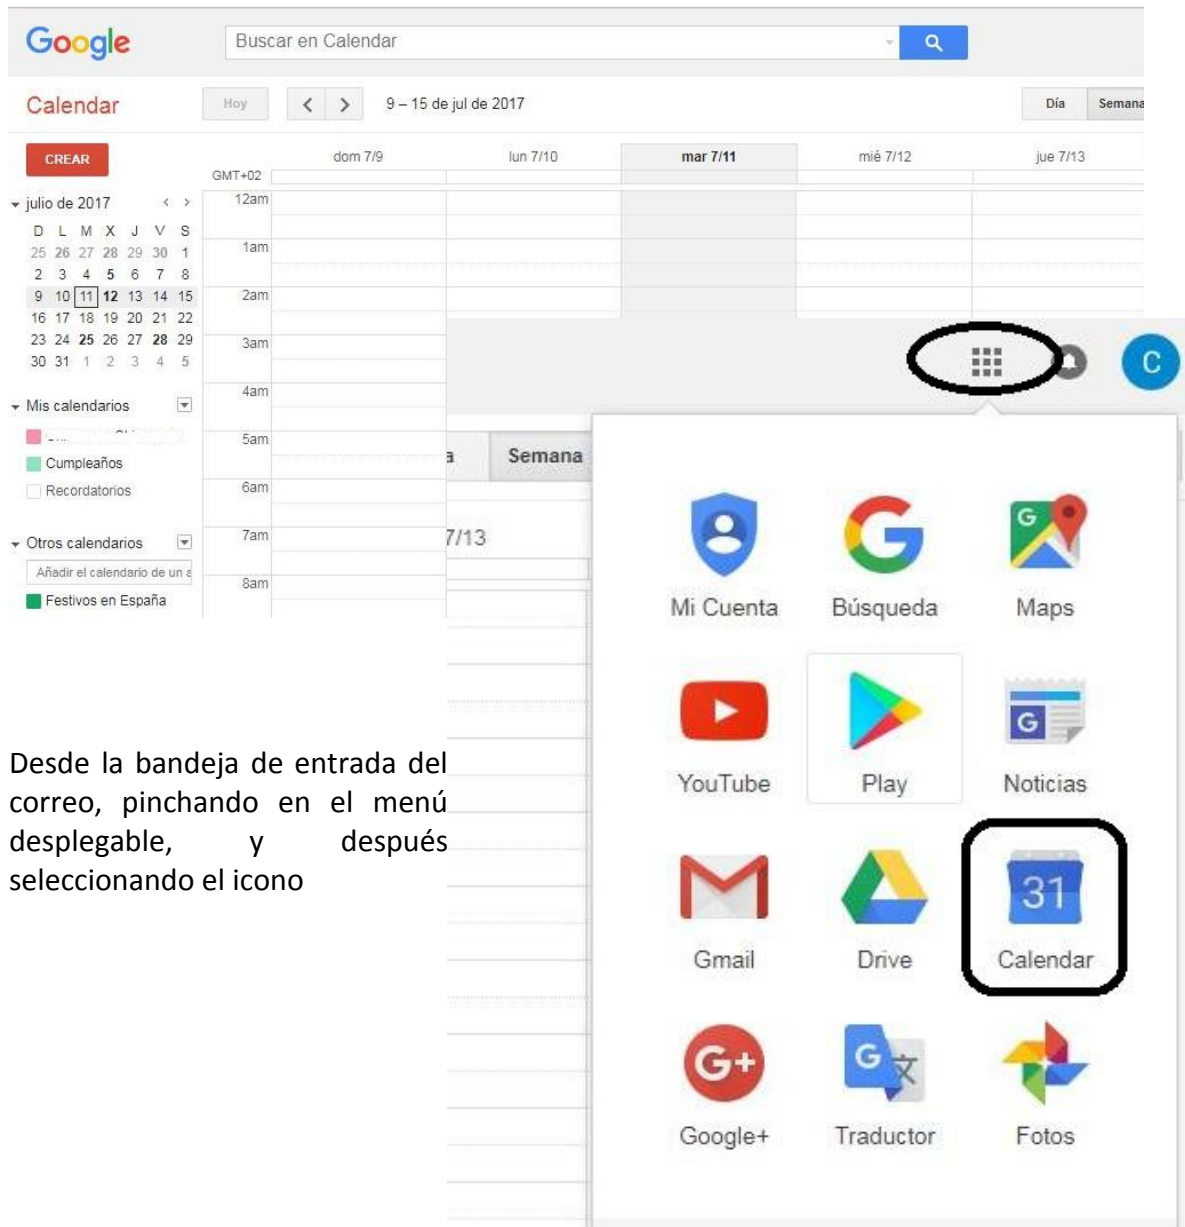 Google
Buscar en Calendar
Calendar
Hoy
9 – 15 de jul de 2017
Día Semana
CREAR
dom 7/9 lun 7/10 mar 7/11 mié 7/12 jue 7/13
GMT+02
julio de 2017
D L M X J V S
25 26 27 28 29 30 1
2 3 4 5 6 7 8
9 10 11 12 13 14 15
16 17 18 19 20 21 22
23 24 25 26 27 28 29
30 31 1 2 3 4 5
Mis calendarios
Cumpleaños
Recordatorios
Otros calendarios
Añadir el calendario de un a
Festivos en España
12am
1am
2am
3am
4am
5am
6am
7am
8am
C
a Semana
7/13
Mi Cuenta Búsqueda Maps
YouTube Play Noticias
31
Gmail Drive Calendar
G+
Google+ Traductor Fotos
Desde la bandeja de entrada del
correo, pinchando en el menú
desplegable, y después
seleccionando el icono